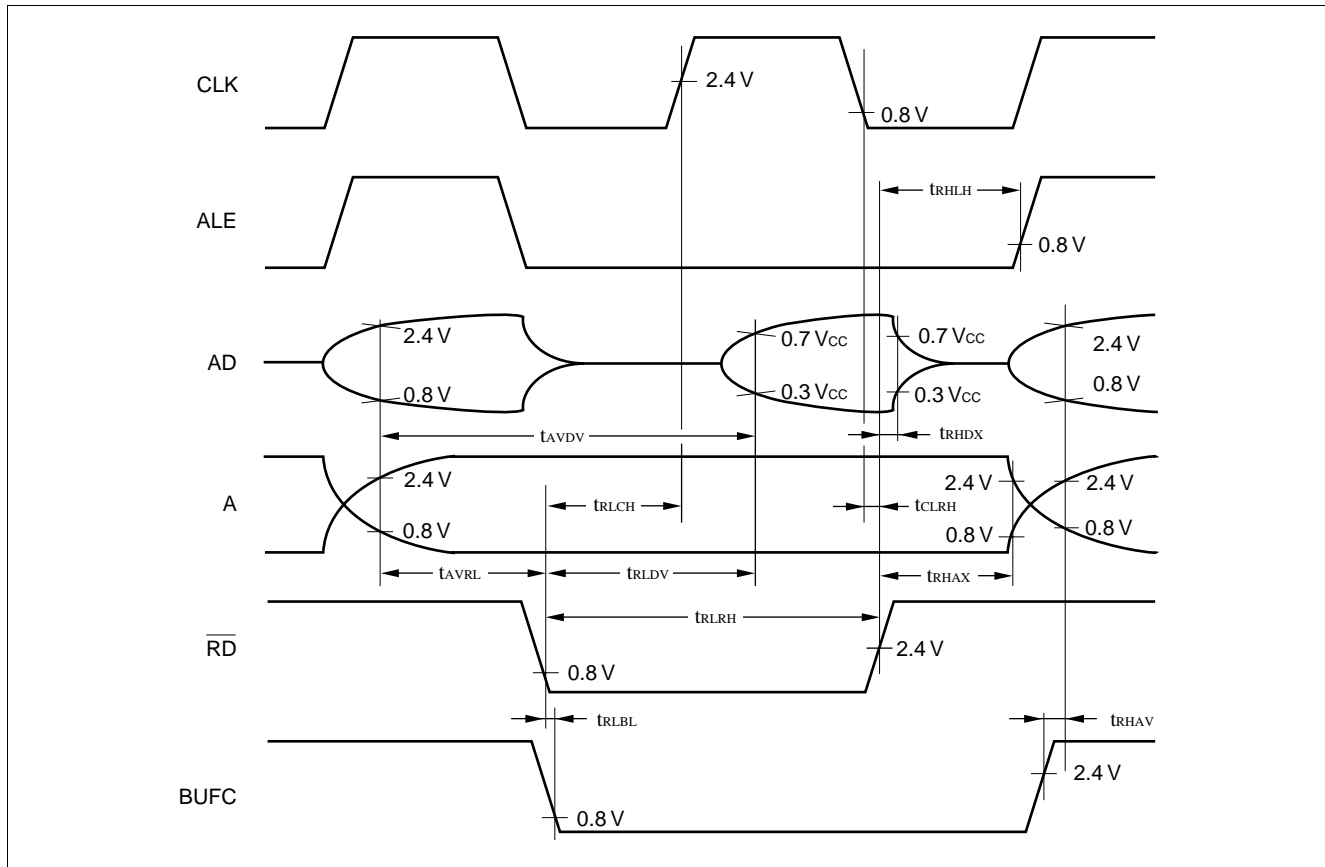 CLK
2.4 V
0.8 V
tRHLH
ALE
0.8 V
2.4 V
0.7 VCC
0.7 VCC
2.4 V
AD
0.8 V
0.3 VCC
0.3 VCC
0.8 V
tAVDV
tRHDX
2.4 V
2.4 V
2.4 V
A
tRLCH
tCLRH
0.8 V
0.8 V
0.8 V
tAVRL
tRLDV
tRHAX
tRLRH
RD
2.4 V
0.8 V
tRLBL
tRHAV
2.4 V
BUFC
0.8 V